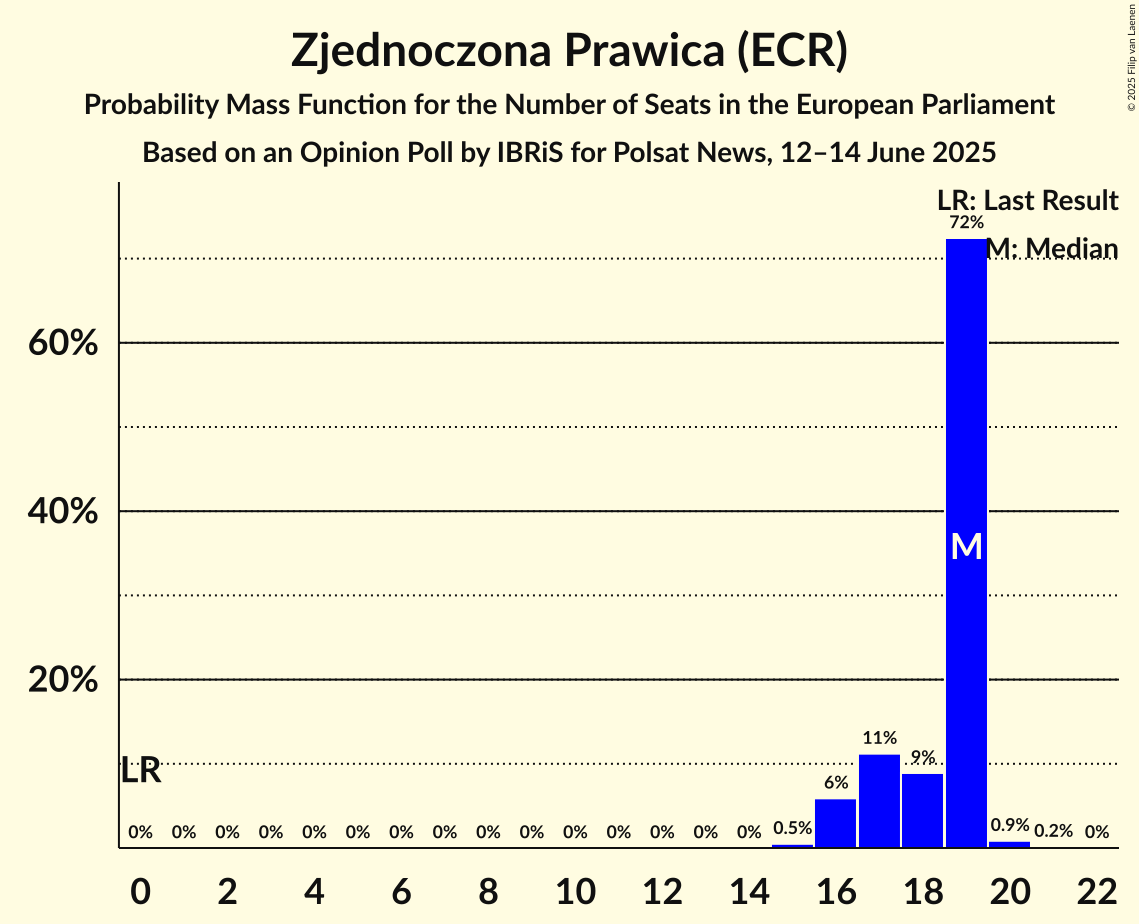 Zjednoczona Prawica (ECR)
Probability Mass Function for the Number of Seats in the European Parliament
Based on an Opinion Poll by IBRiS for Polsat News, 12–14 June 2025
© 2025 Filip van Laenen
LR: Last Result
M: Median
72%
60%
40%
M
20%
LR
0% 0% 0% 0% 0% 0% 0% 0% 0% 0% 0% 0% 0% 0% 0% 0.5% 6% 11% 9% 0.9% 0.2% 0%
0 2 4 6 8 10 12 14 16 18 20 22